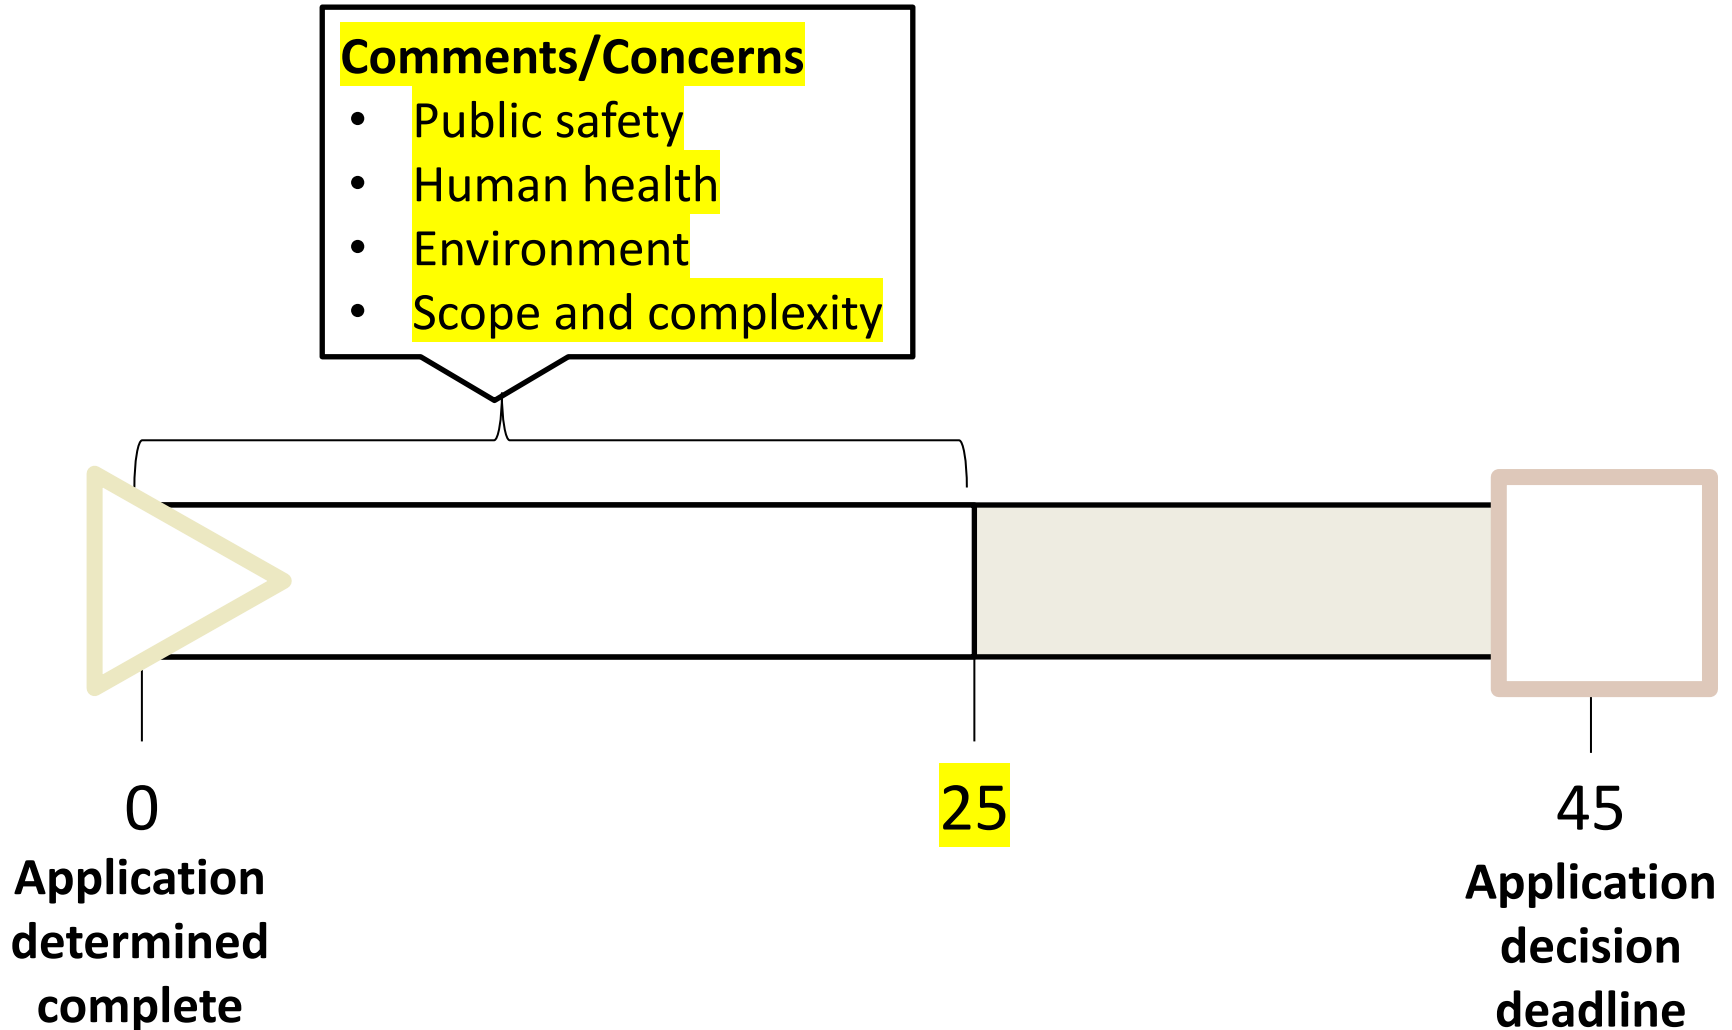 Comments/Concerns
• Public safety
• Human health
• Environment
• Scope and complexity
0
Application
determined
complete
25
45
Application
decision
deadline